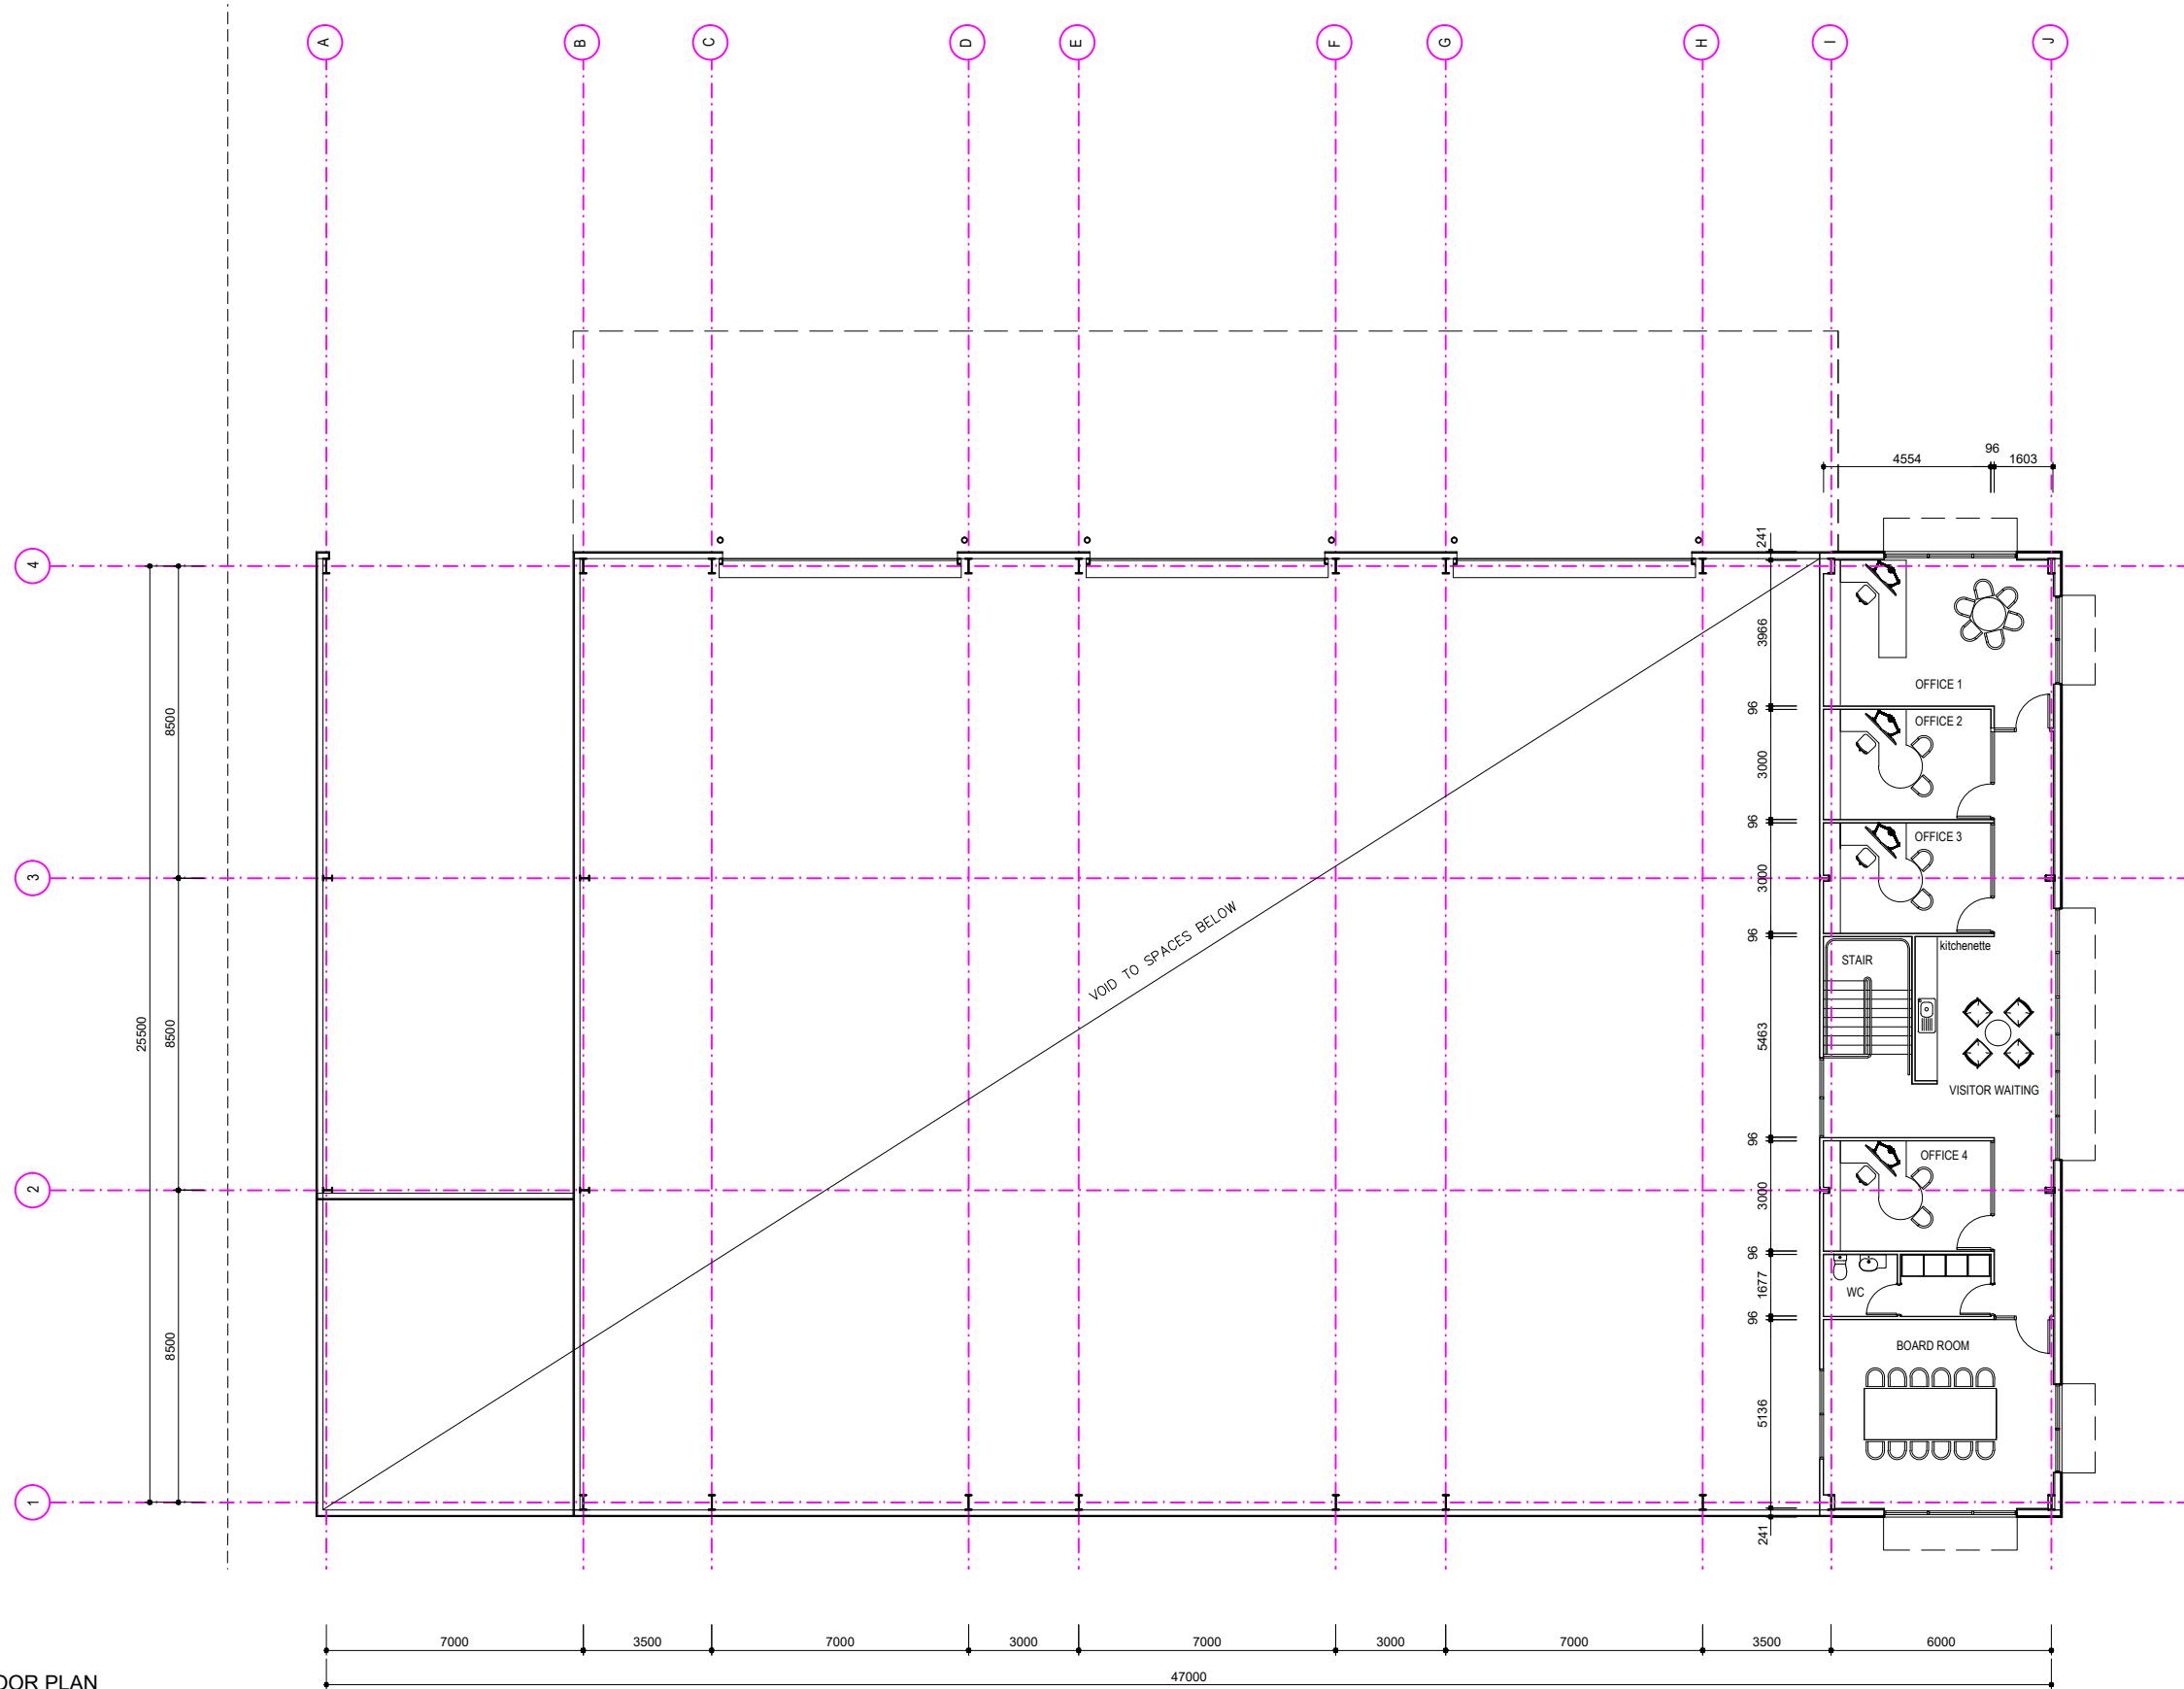 A
B
C
D
E
F
G
H
I
J
96
4554
1603
241
4
3966
8500
OFFICE 1
96
OFFICE 2
3000
96
OFFICE 3
3
3000
VOID TO SPACES BELOW
96
kitchenette
STAIR
25500
8500
5463
VISITOR WAITING
96
OFFICE 4
2
3000
96
1677
WC
96
8500
BOARD ROOM
5136
1
241
7000
3500
7000
3000
7000
3000
7000
3500
6000
47000
OOR PLAN